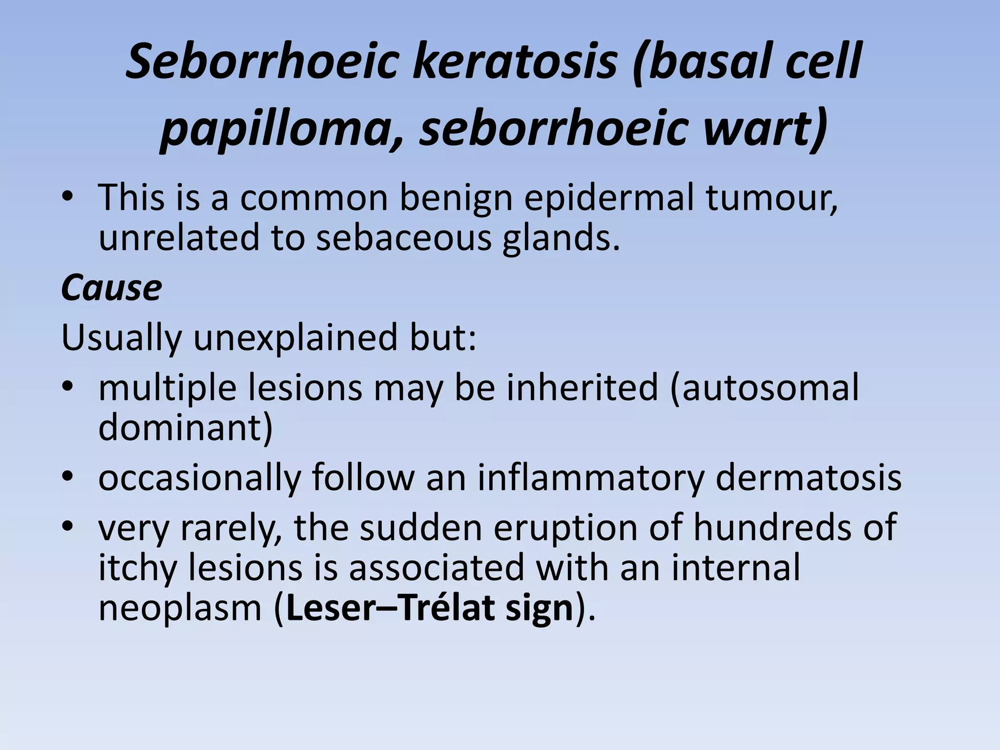 Seborrhoeic keratosis (basal cell
papilloma, seborrhoeic wart)
• This is a common benign epidermal tumour,
unrelated to sebaceous glands.
Cause
Usually unexplained but:
• multiple lesions may be inherited (autosomal
dominant)
• occasionally follow an inflammatory dermatosis
• very rarely, the sudden eruption of hundreds of
itchy lesions is associated with an internal
neoplasm (Leser–Trélat sign).